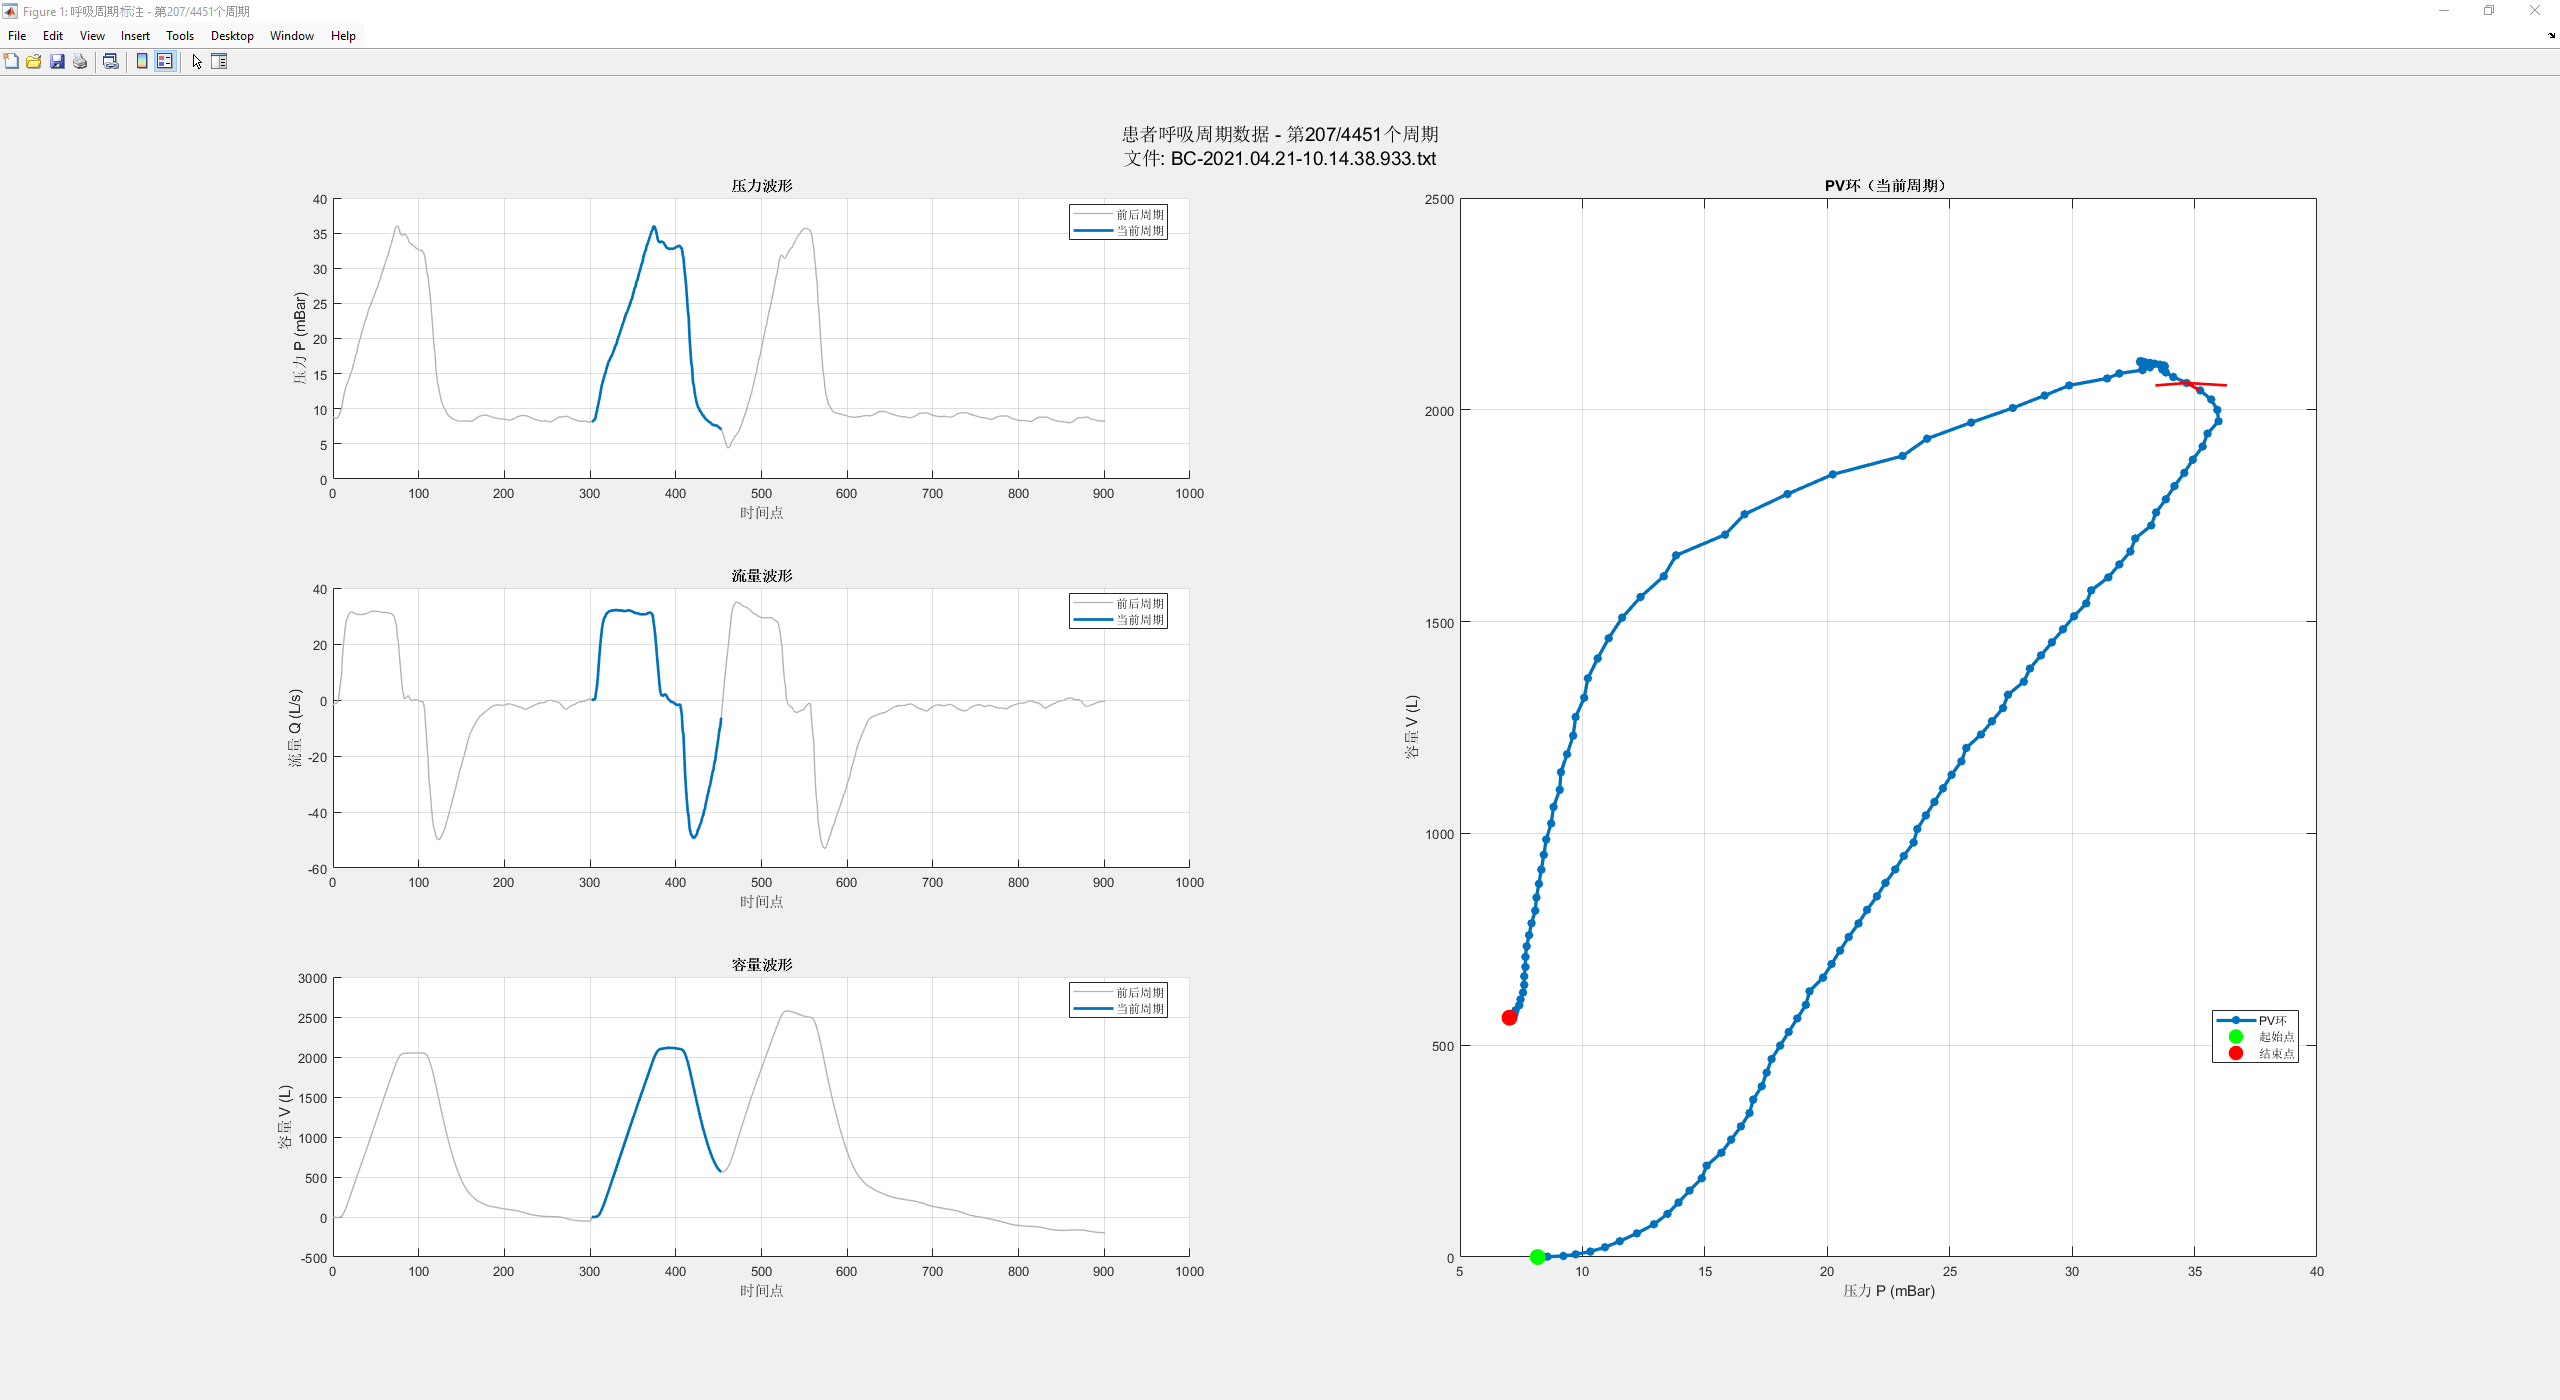 Figure 1: 呼吸周期标注 - 第207/4451个周期
File Edit View Insert Tools Desktop Window Help
患者呼吸周期数据 - 第207/4451个周期
文件: BC-2021.04.21-10.14.38.933.txt
压力波形
40
35
30
25
20
15
10
5
0
压力 P (mBar)
前后周期
当前周期
0 100 200 300 400 500 600 700 800 900 1000
时间点
流量波形
40
20
0
-20
-40
-60
流量 Q (L/s)
前后周期
当前周期
0 100 200 300 400 500 600 700 800 900 1000
时间点
容量波形
3000
2500
2000
1500
1000
500
0
-500
容量 V (L)
前后周期
当前周期
0 100 200 300 400 500 600 700 800 900 1000
时间点
PV环（当前周期）
2500
2000
1500
1000
500
0
容量 V (L)
PV环
起始点
结束点
5 10 15 20 25 30 35 40
压力 P (mBar)